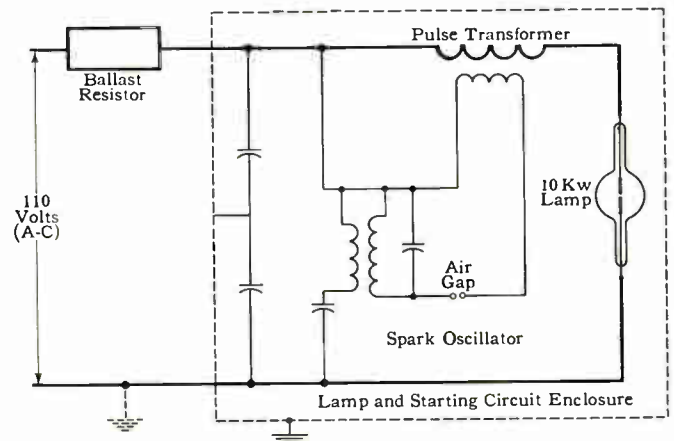 Pulse Transformer
Ballast
Resistor
110
Volts
(A-C)
10 Kw
Lamp
Air
Gap
Spark Oscillator
Lamp and Starting Circuit Enclosure